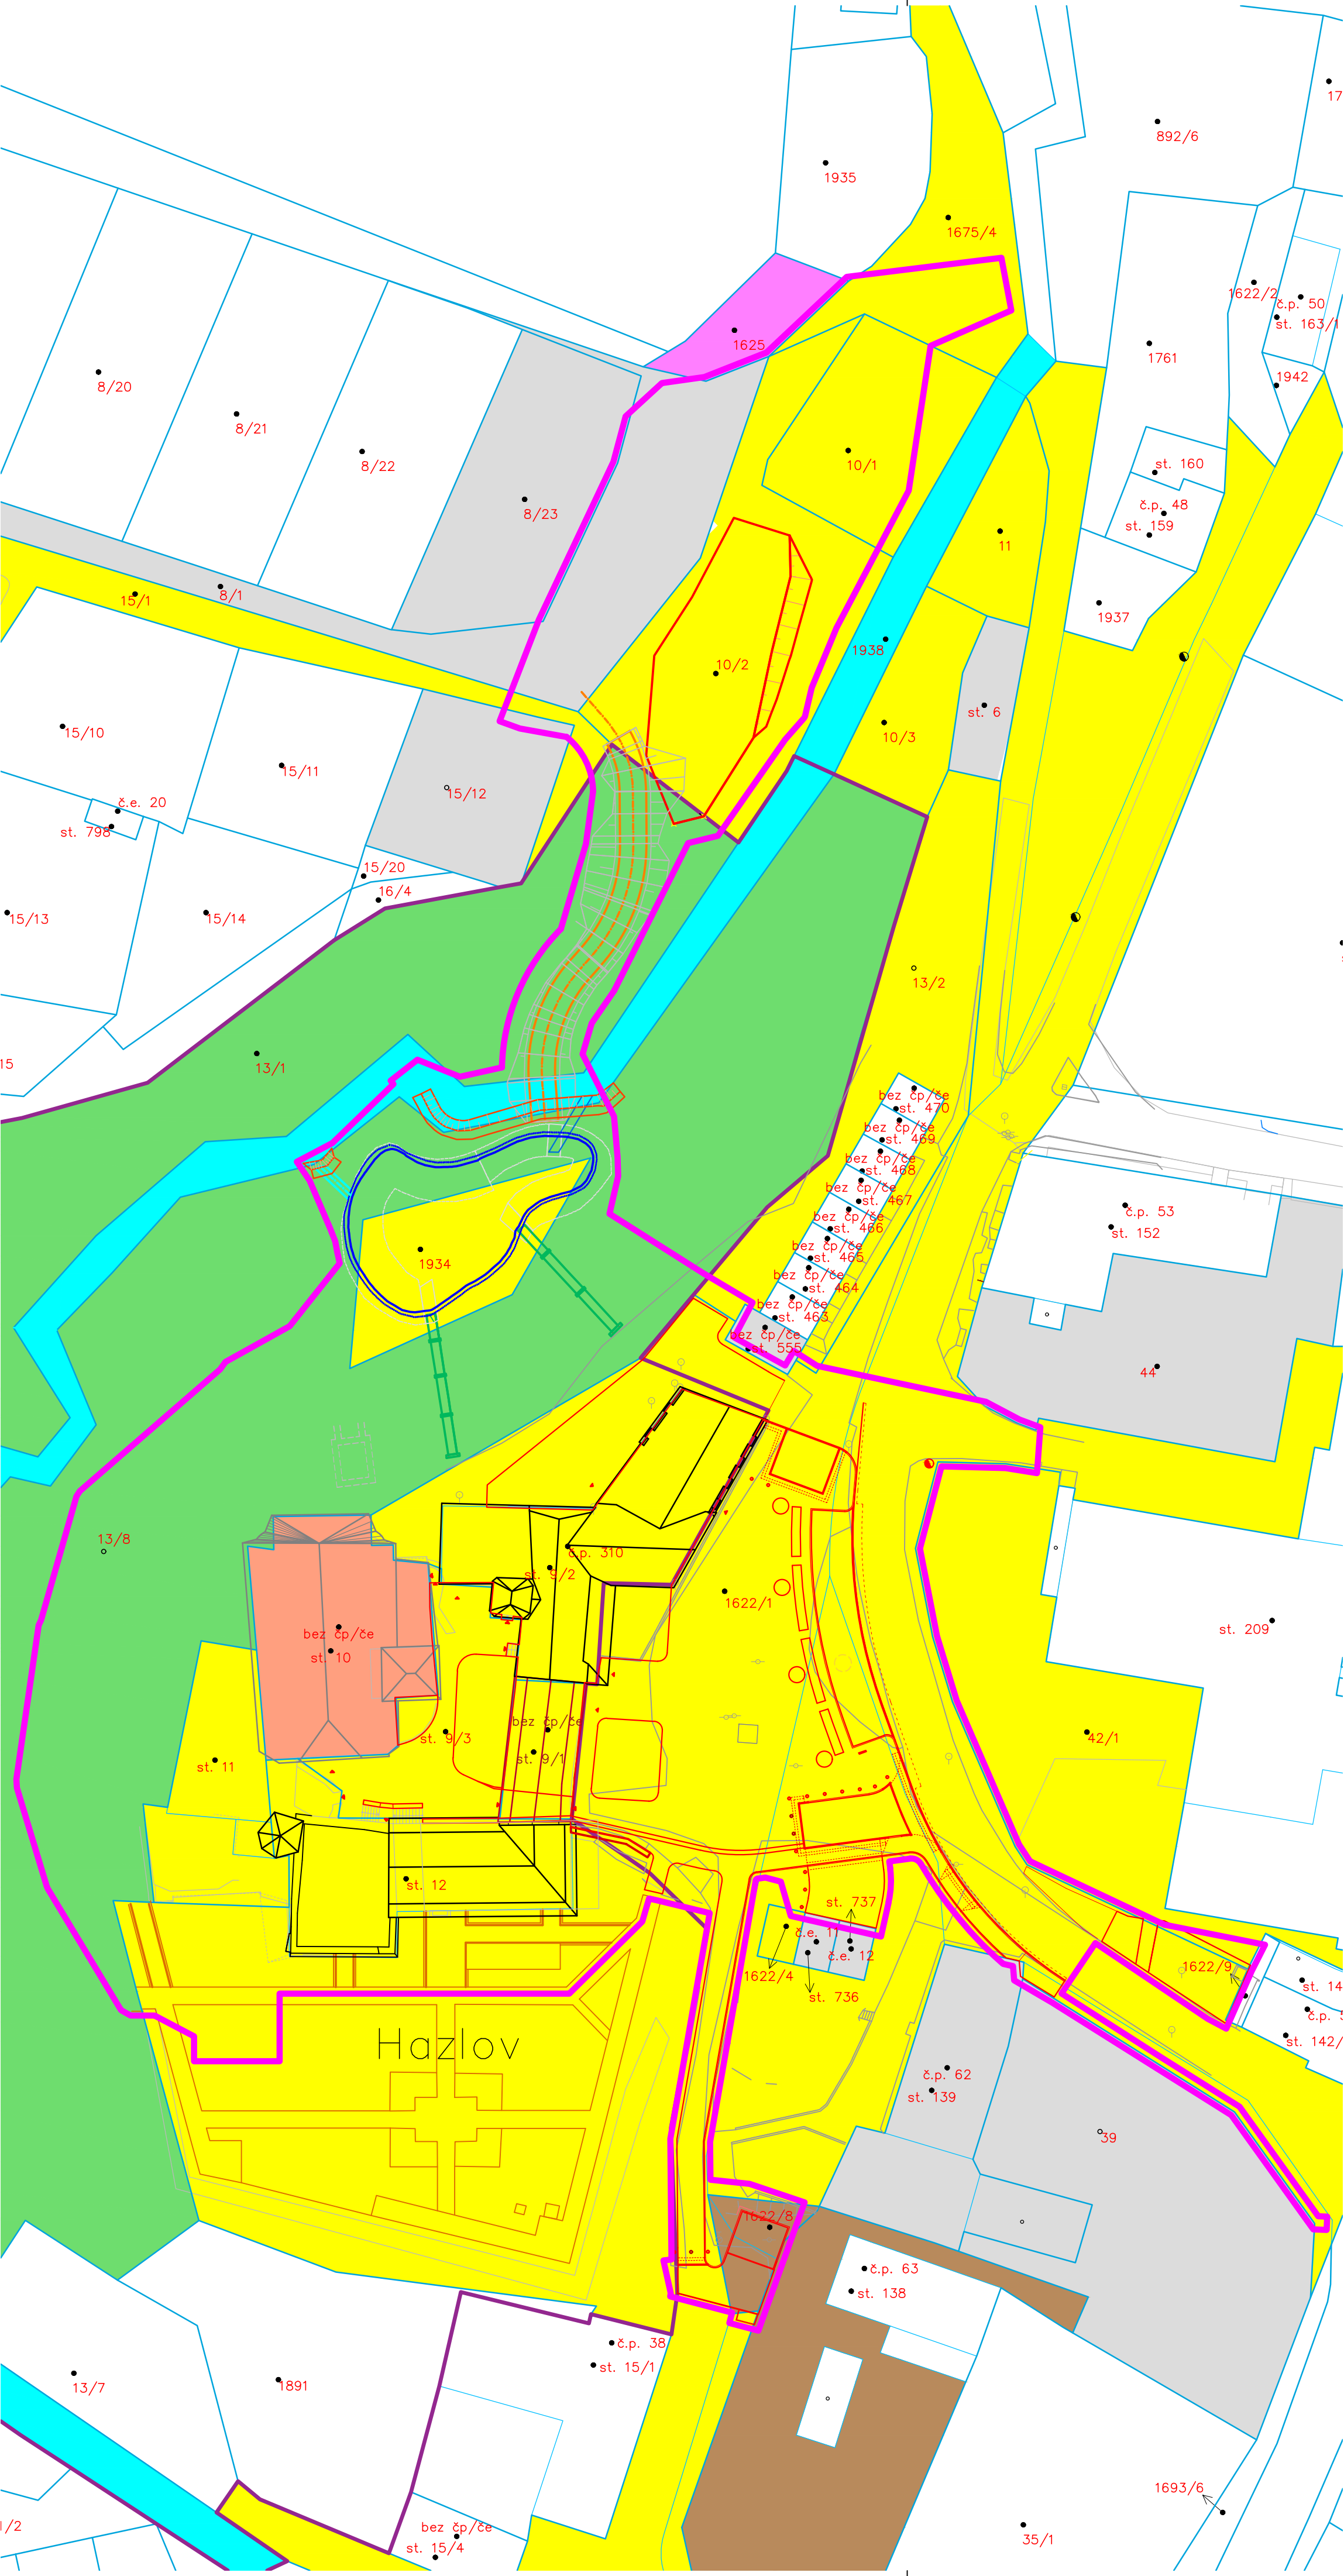 17
892/6
1935
1675/4
1622/2
č.p. 50
st. 163/1
1625
1761
8/20
1942
8/21
8/22
10/1
st. 160
8/23
č.p. 48
st. 159
11
8/1
15/1
1937
1938
10/2
st. 6
15/10
10/3
15/11
15/12
č.e. 20
st. 798
15/20
16/4
15/13
15/14
13/2
15
13/1
bez čp/če
st. 470
bez čp/če
st. 469
bez čp/če
st. 468
bez čp/če
st. 467
č.p. 53
bez čp/če
st. 466
st. 152
bez čp/če
st. 465
1934
bez čp/če
st. 464
bez čp/če
st. 463
bez čp/če
st. 555
44
13/8
č.p. 310
st. 9/2
1622/1
st. 209
bez čp/če
st. 10
bez čp/če
st. 9/3
42/1
st. 9/1
st. 11
st. 12
st. 737
č.e. 11
č.e. 12
1622/9
1622/4
st. 14
st. 736
č.p. 5
st. 142/
Hazlov
č.p. 62
st. 139
39
1622/8
č.p. 63
st. 138
č.p. 38
st. 15/1
13/7
1891
1693/6
bez čp/če
35/1
1/2
st. 15/4